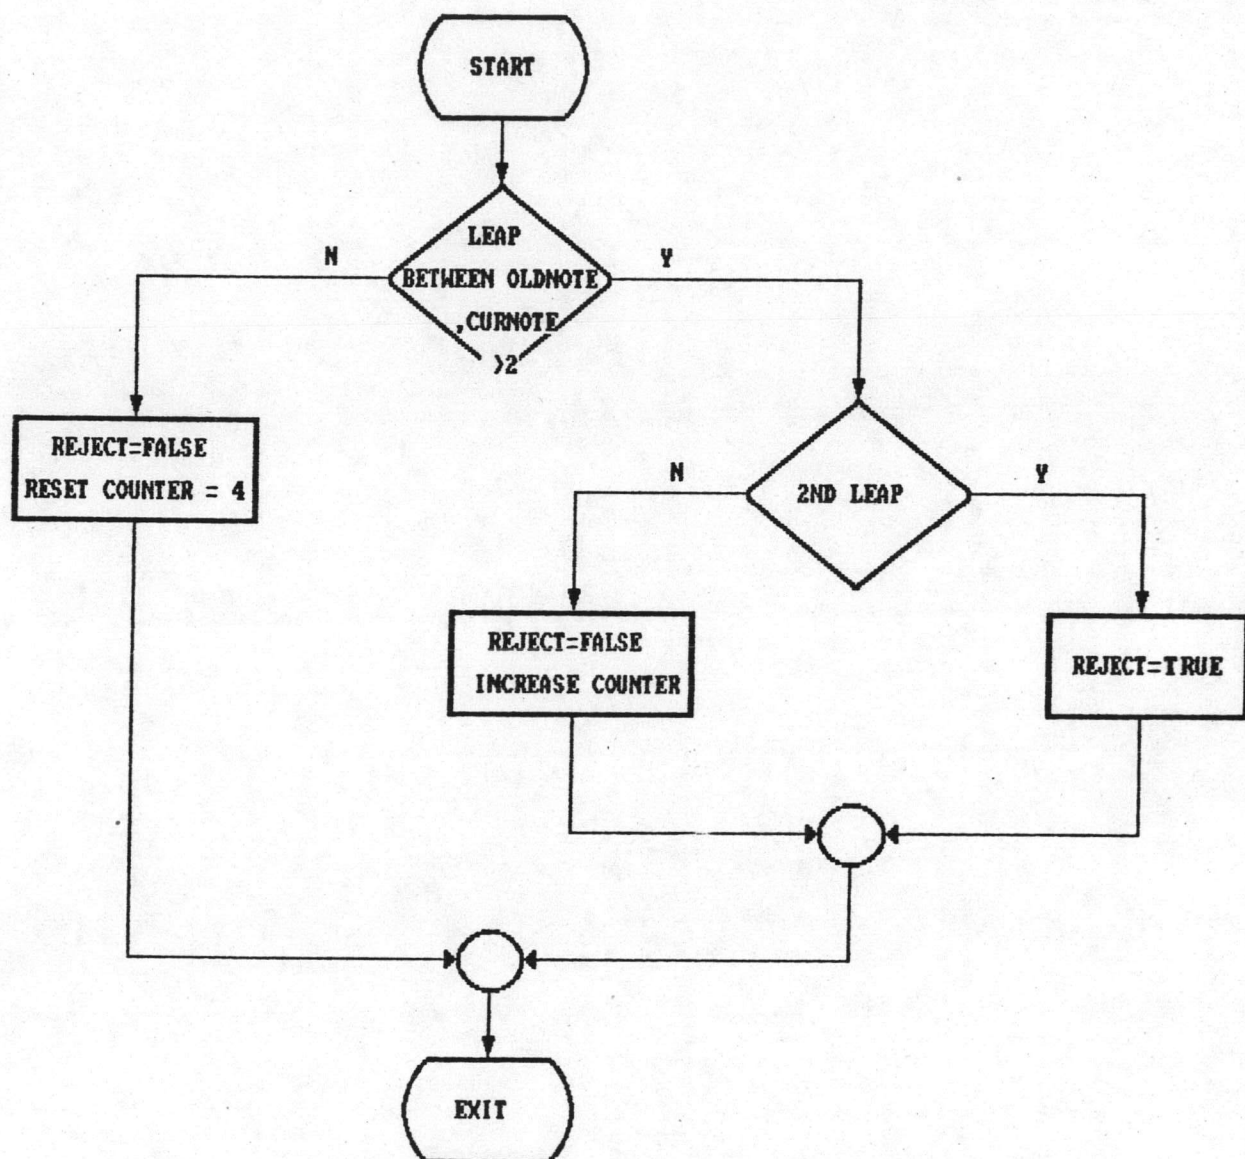 START
LEAP
N
Y
BETWEEN OLDNOTE
,CURNOTE
>2
REJECT=FALSE
RESET COUNTER = 4
N
Y
2ND LEAP
REJECT=FALSE
INCREASE COUNTER
REJECT=TRUE
EXIT